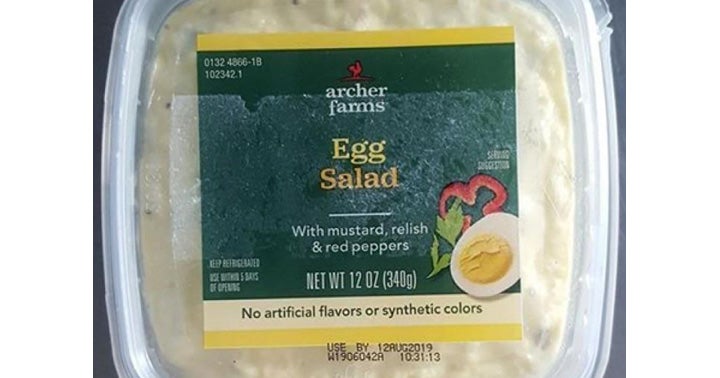 0132 4866-1B
102342.1
archer
farms®
Egg
Salad
SERVING
SUGGESTION
With mustard, relish
& red peppers
KEEP REFRIGERATED
USE WITHIN 5 DAYS
OF OPENING
NET WT 12 OZ (340g)
No artificial flavors or synthetic colors
USE BY 12AUG2019
W1906042A 10:31:13